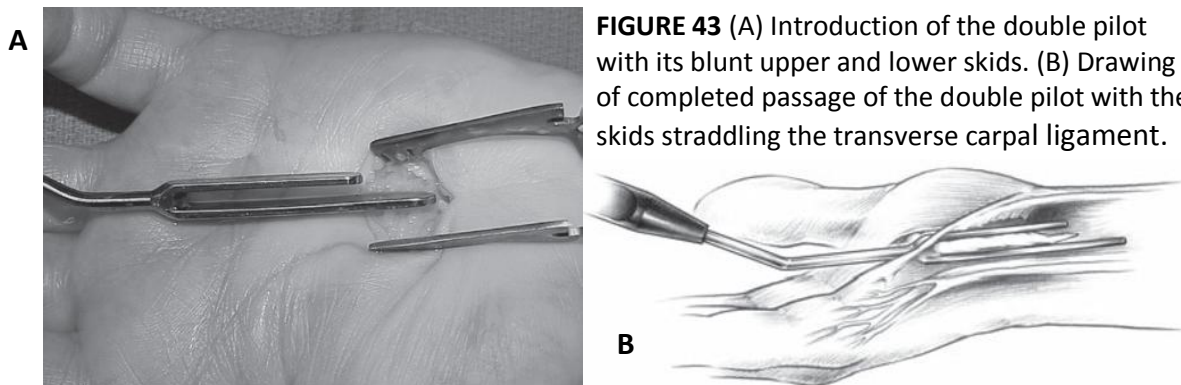 A
FIGURE 43 (A) Introduction of the double pilot
with its blunt upper and lower skids. (B) Drawing
of completed passage of the double pilot with the
skids straddling the transverse carpal ligament.
B